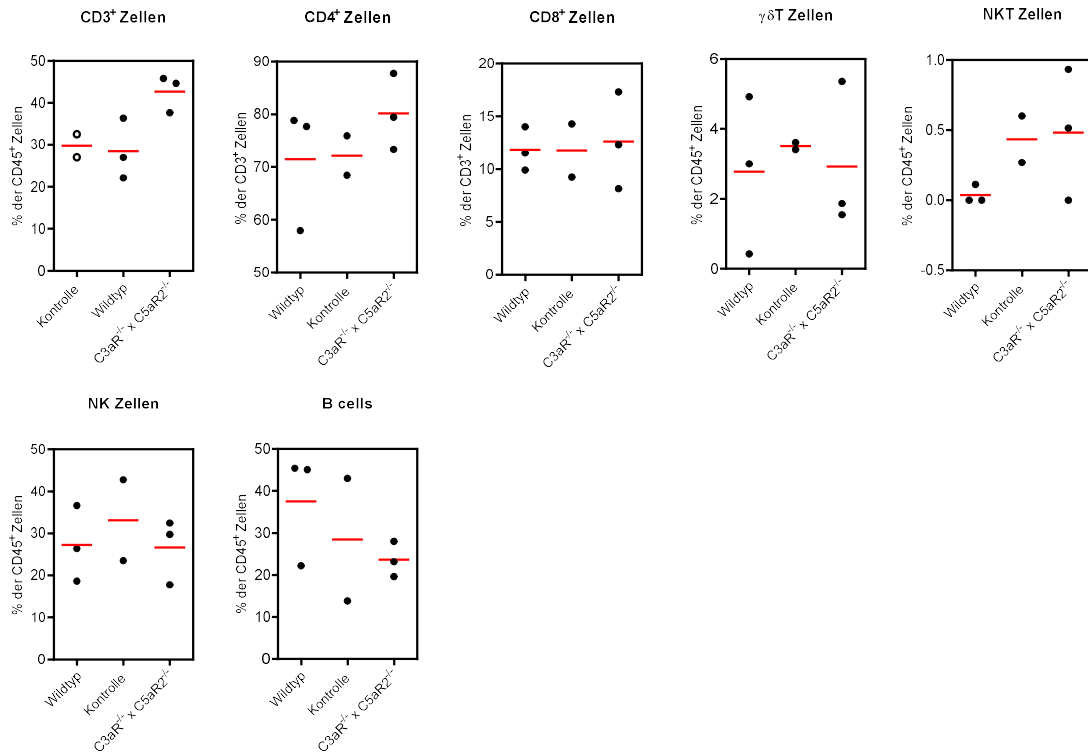 CD3⁺ Zellen
% der CD45⁺ Zellen
50
40
30
20
10
0
Kontrolle
Wildtyp
C3aR⁻/⁻ x C5aR2⁻/⁻
CD4⁺ Zellen
% der CD3⁺ Zellen
90
80
70
60
50
Wildtyp
Kontrolle
C3aR⁻/⁻ x C5aR2⁻/⁻
CD8⁺ Zellen
% der CD3⁺ Zellen
20
15
10
5
0
Wildtyp
Kontrolle
C3aR⁻/⁻ x C5aR2⁻/⁻
γδT Zellen
% der CD45⁺ Zellen
6
4
2
0
Wildtyp
Kontrolle
C3aR⁻/⁻ x C5aR2⁻/⁻
NKT Zellen
% der CD45⁺ Zellen
1.0
0.5
0.0
-0.5
Wildtyp
Kontrolle
C3aR⁻/⁻ x C5aR2⁻/⁻
NK Zellen
% der CD45⁺ Zellen
50
40
30
20
10
0
Wildtyp
Kontrolle
C3aR⁻/⁻ x C5aR2⁻/⁻
B cells
% der CD45⁺ Zellen
50
40
30
20
10
0
Wildtyp
Kontrolle
C3aR⁻/⁻ x C5aR2⁻/⁻